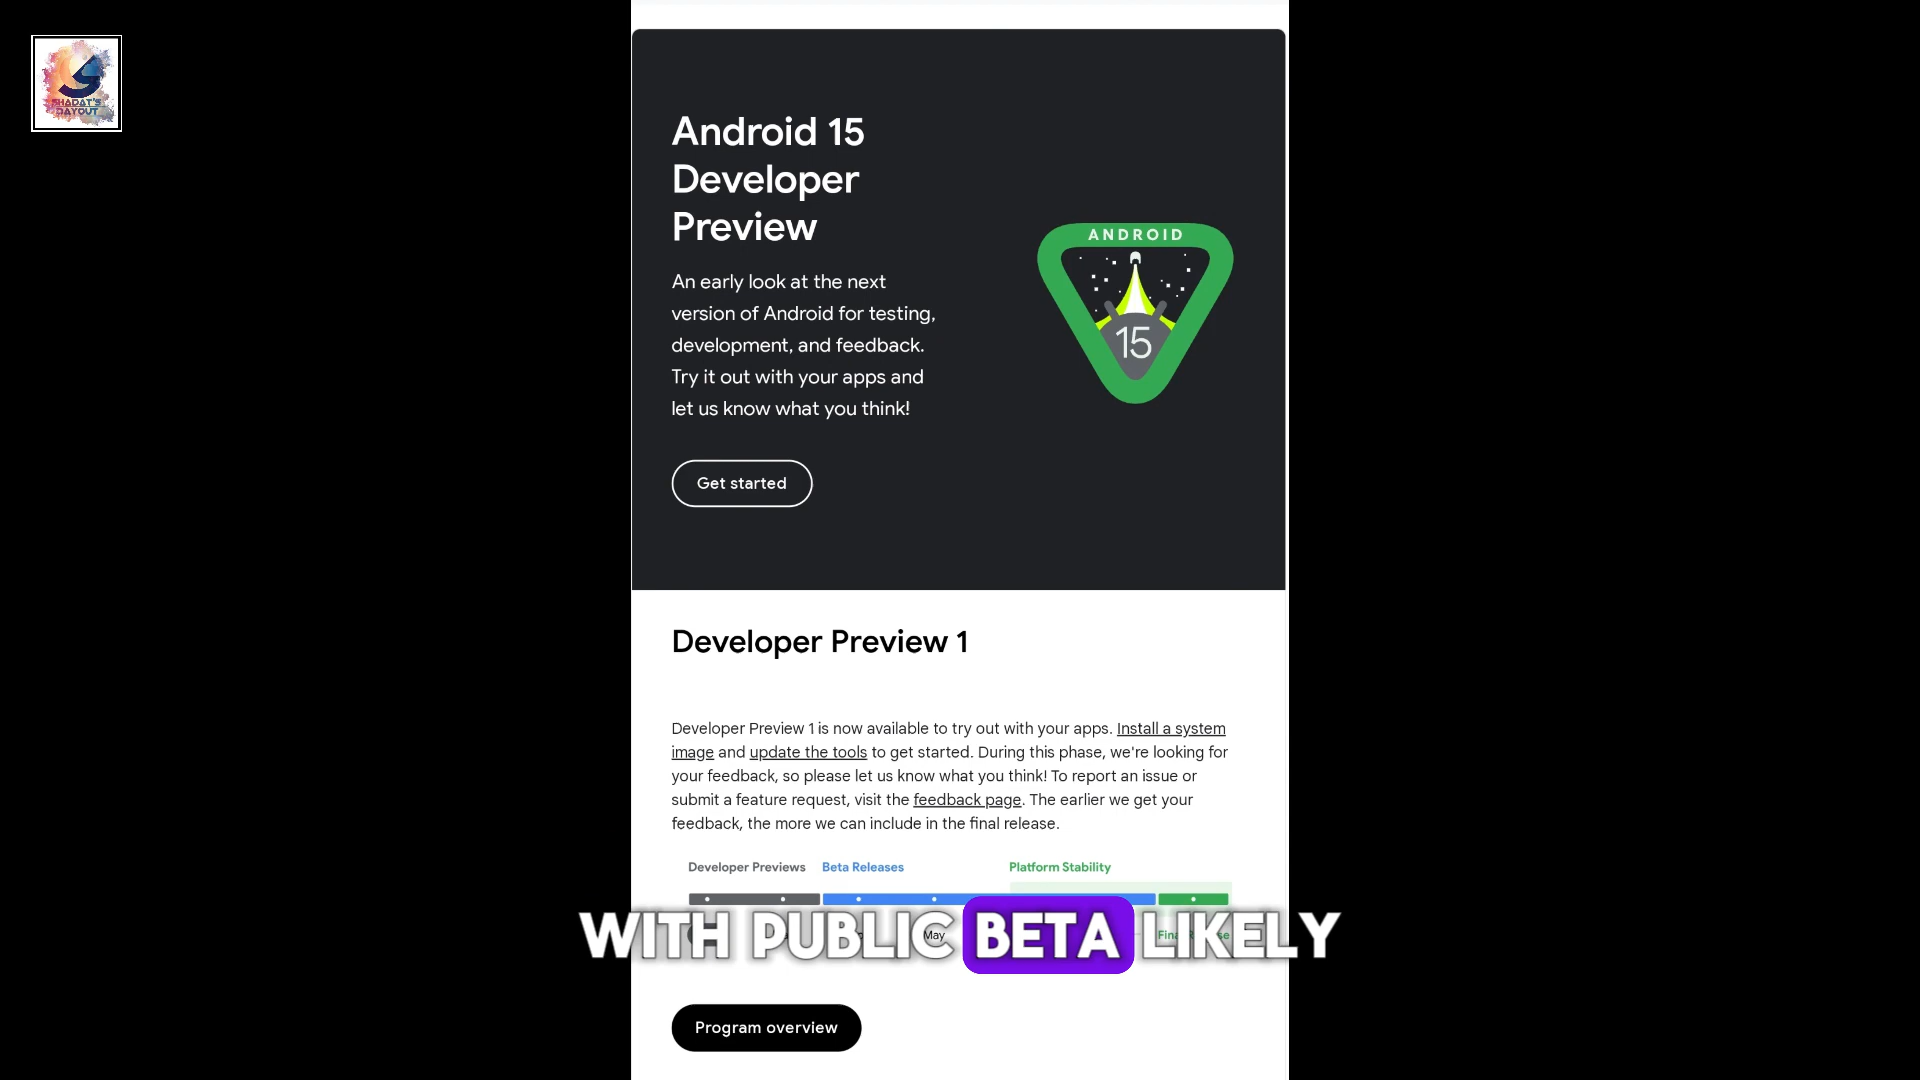 SHADAT'S
DAYOUT
Android 15
Developer
Preview
An early look at the next
version of Android for testing,
development, and feedback.
Try it out with your apps and
let us know what you think!
Get started
ANDROID
15
Developer Preview 1
Developer Preview 1 is now available to try out with your apps. Install a system
image and update the tools to get started. During this phase, we're looking for
your feedback, so please let us know what you think! To report an issue or
submit a feature request, visit the feedback page. The earlier we get your
feedback, the more we can include in the final release.
Developer Previews Beta Releases Platform Stability
May
WITH PUBLIC BETA LIKELY
Program overview